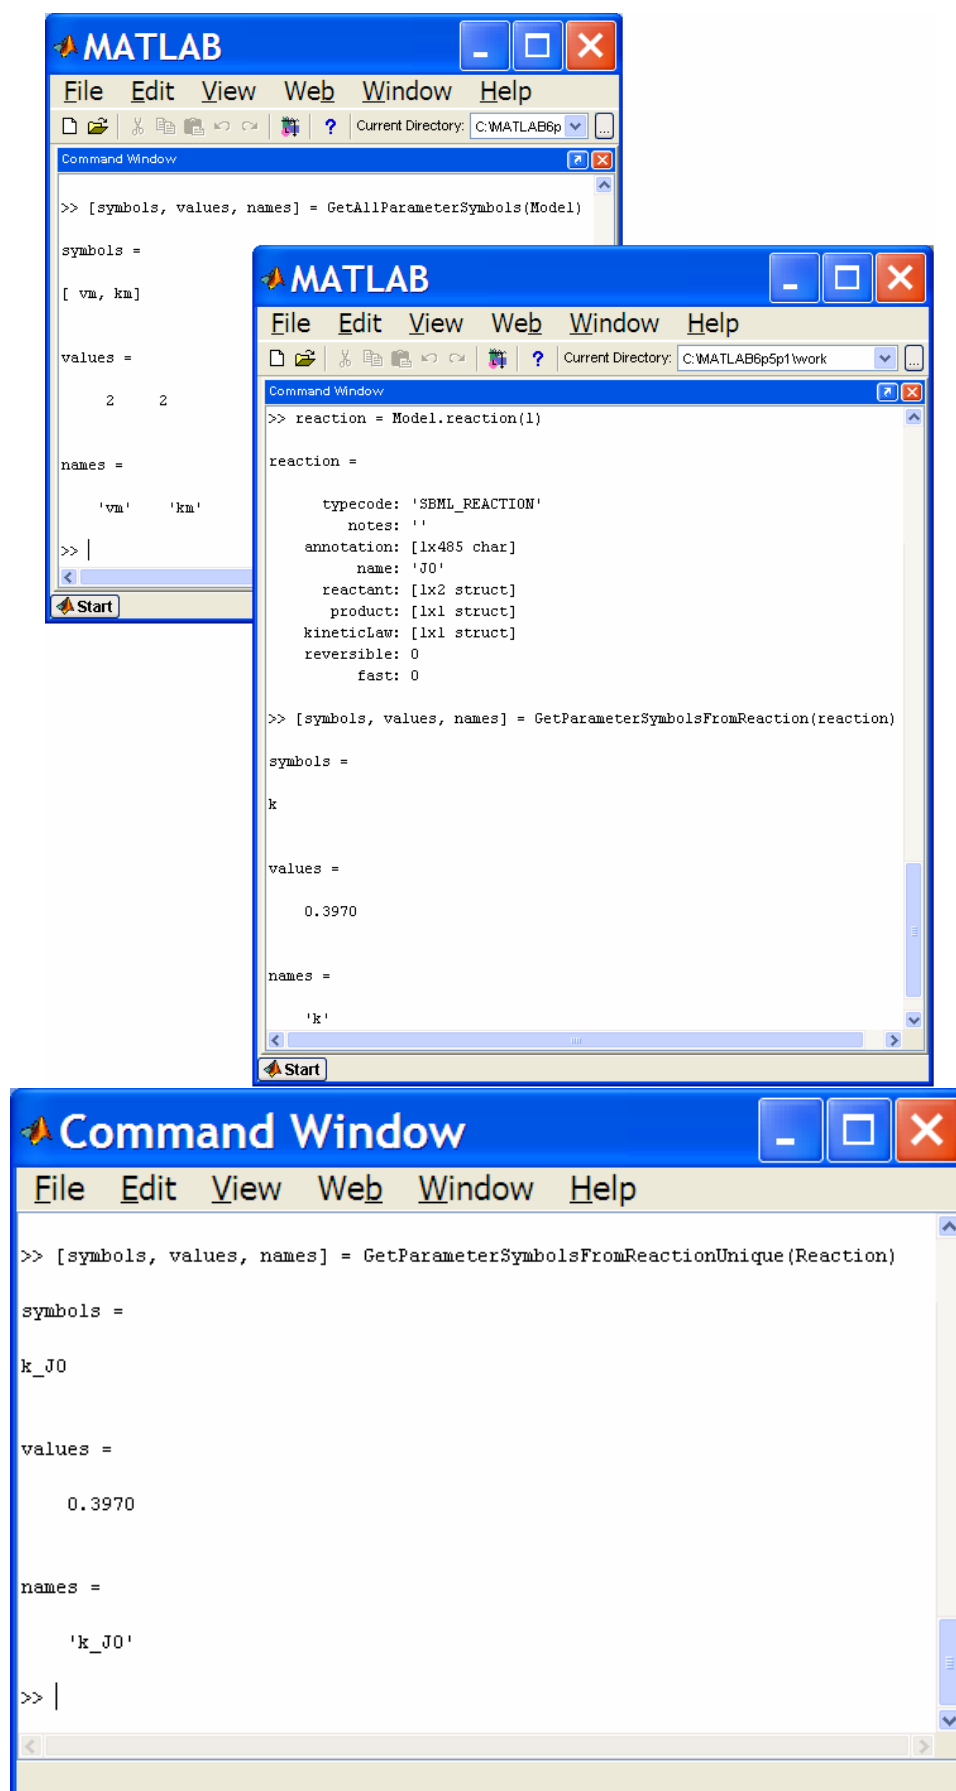 MATLAB
File Edit View Web Window Help
? Current Directory: C:\MATLAB6p ...
Command Window
>> [symbols, values, names] = GetAllParameterSymbols(Model)
symbols =
[ vm, km]
values =
2 2
names =
'vm' 'km'
>>
Start
MATLAB
File Edit View Web Window Help
? Current Directory: C:\MATLAB6p5p1\work ...
Command Window
>> reaction = Model.reaction(1)
reaction =
typecode: 'SBML_REACTION'
notes: ''
annotation: [1x485 char]
name: 'J0'
reactant: [1x2 struct]
product: [1x1 struct]
kineticLaw: [1x1 struct]
reversible: 0
fast: 0
>> [symbols, values, names] = GetParameterSymbolsFromReaction(reaction)
symbols =
k
values =
0.3970
names =
'k'
Start
Command Window
File Edit View Web Window Help
>> [symbols, values, names] = GetParameterSymbolsFromReactionUnique(Reaction)
symbols =
k_J0
values =
0.3970
names =
'k_J0'
>>